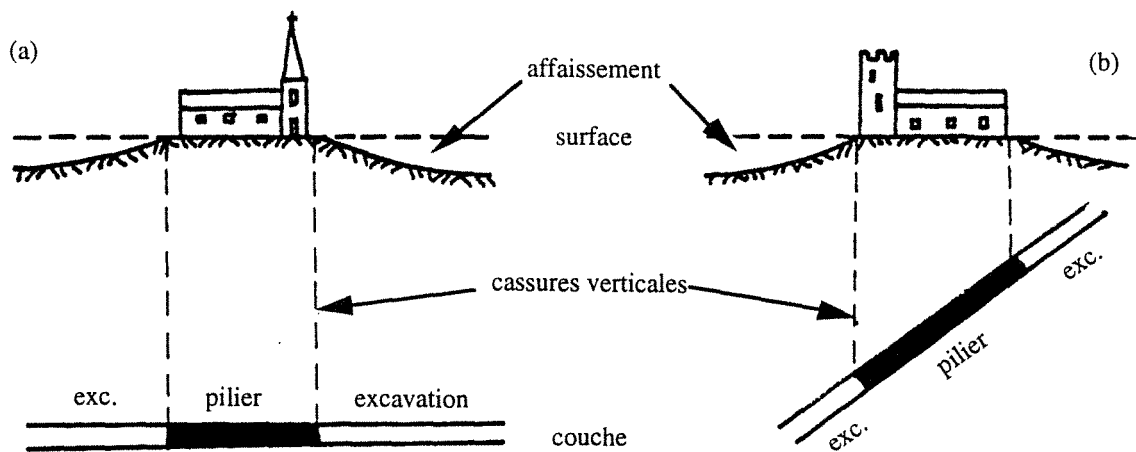 (a)
affaissement
(b)
surface
cassures verticales
exc.
pilier
exc. pilier excavation
couche
exc.